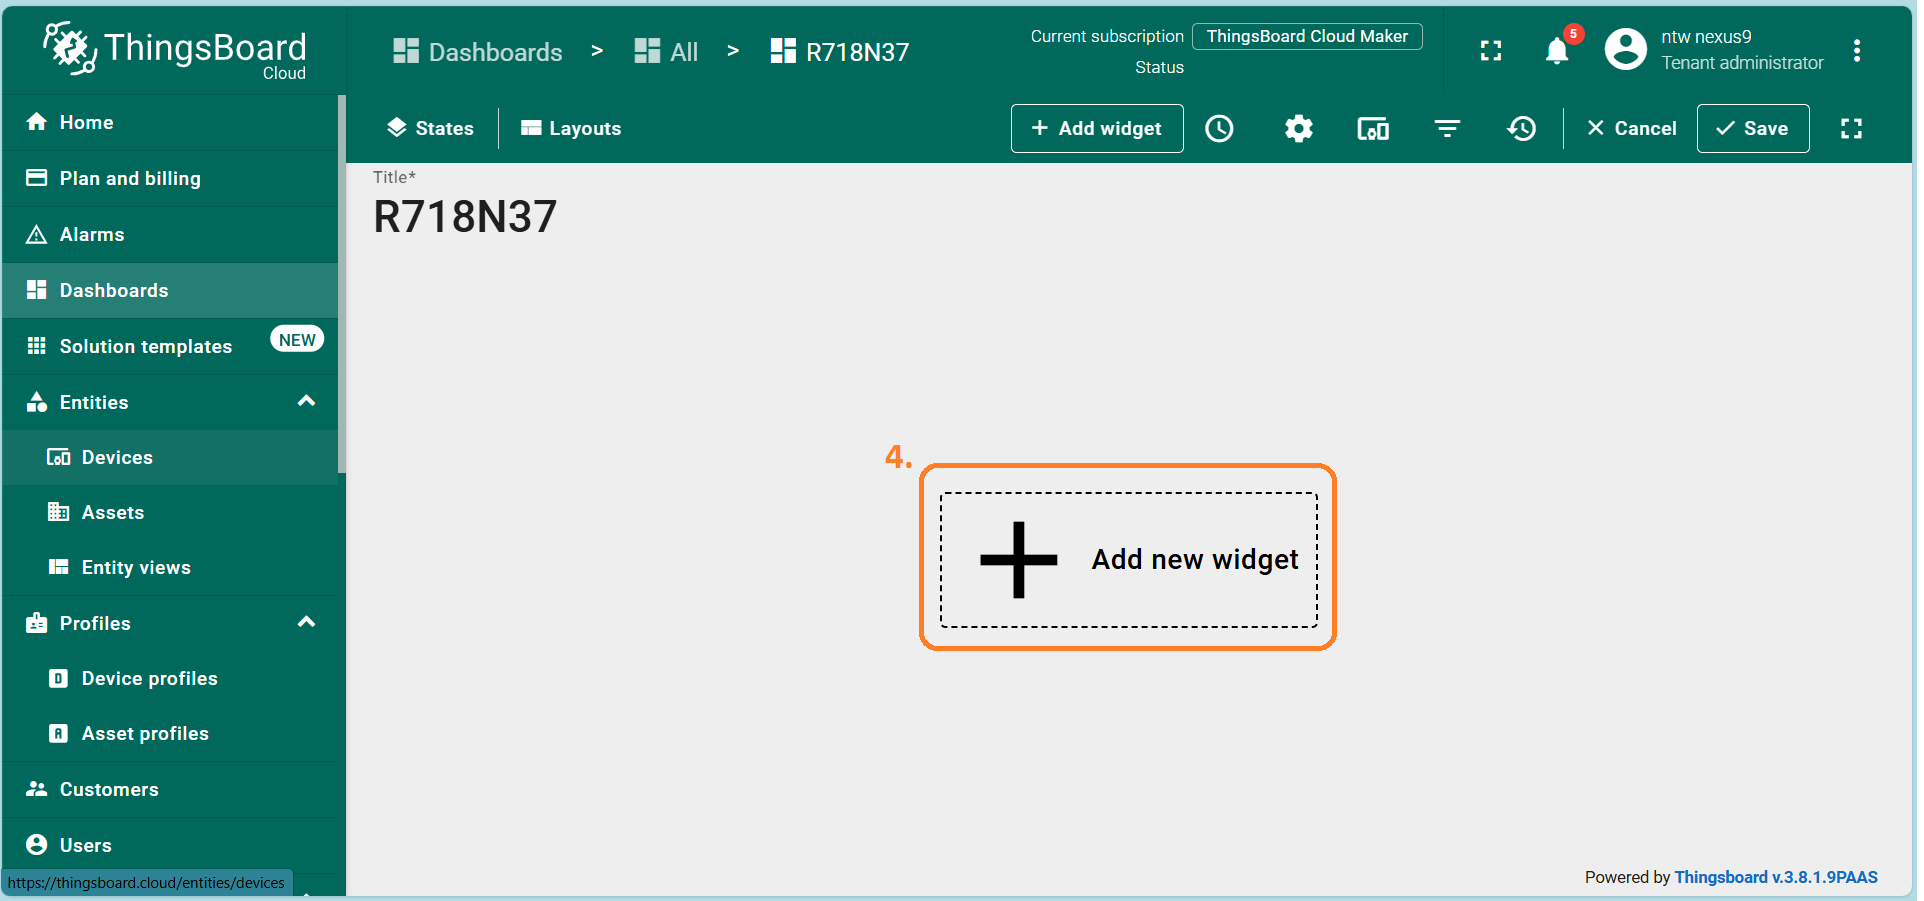 ThingsBoard
Cloud
Dashboards > All > R718N37
Current subscription ThingsBoard Cloud Maker
Status
5
ntw nexus9
Tenant administrator
States
Layouts
+ Add widget
Cancel
Save
Home
Plan and billing
Alarms
Dashboards
Solution templates NEW
Entities
Devices
Assets
Entity views
Profiles
D Device profiles
A Asset profiles
Customers
Users
https://thingsboard.cloud/entities/devices
Title*
R718N37
4.
Add new widget
Powered by Thingsboard v.3.8.1.9PAAS